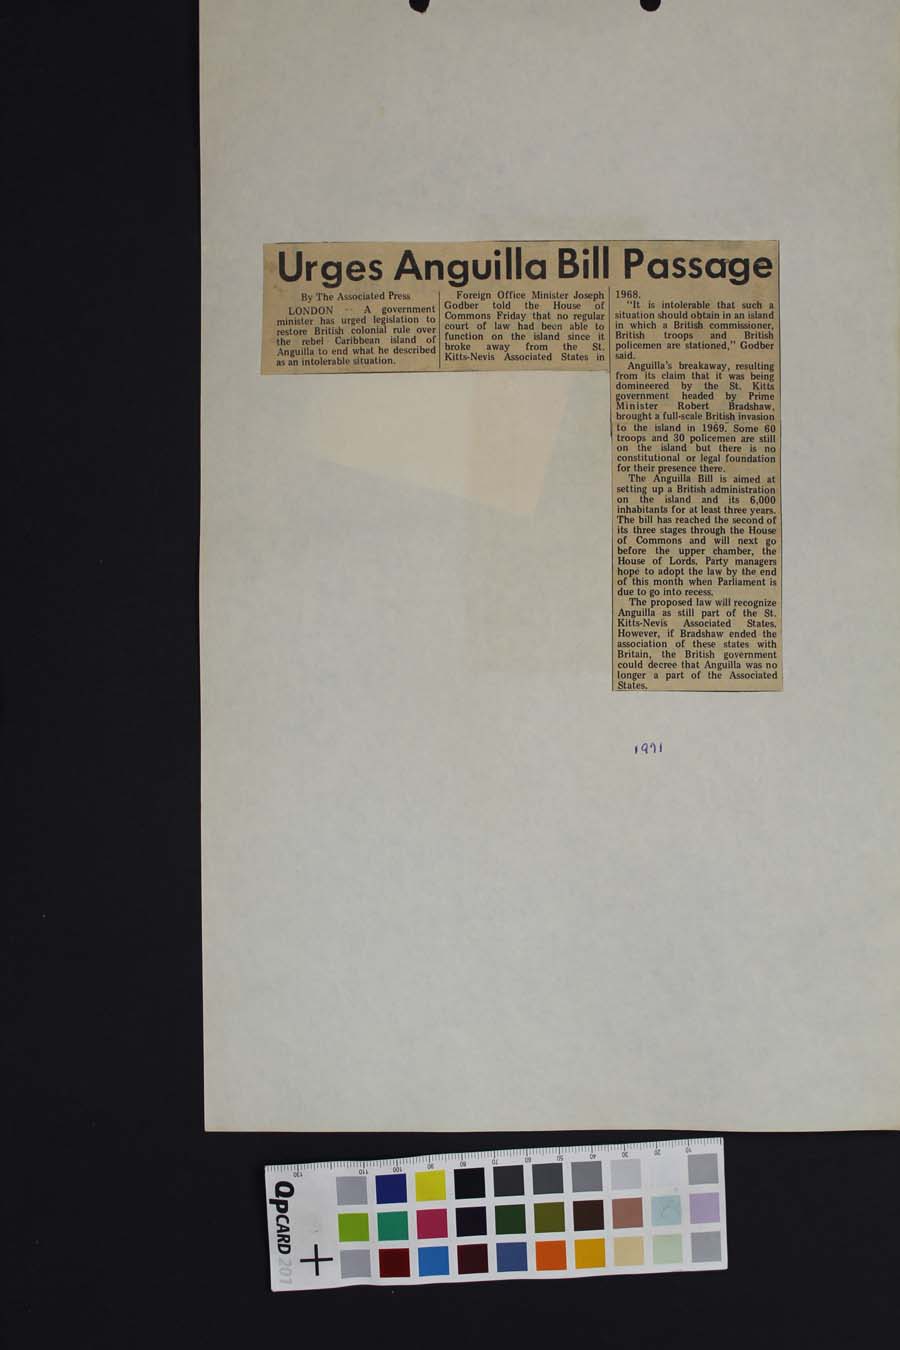 Urges Anguilla Bill Passage
By The Associated Press
LONDON -- A government
minister has urged legislation to
restore British colonial rule over
the rebel Caribbean island of
Anguilla to end what he described
as an intolerable situation.
Foreign Office Minister Joseph
Godber told the House of
Commons Friday that no regular
court of law had been able to
function on the island since it
broke away from the St.
Kitts-Nevis Associated States in
1968.
"It is intolerable that such a
situation should obtain in an island
in which a British commissioner,
British troops and British
policemen are stationed," Godber
said.
Anguilla's breakaway, resulting
from its claim that it was being
domineered by the St. Kitts
government headed by Prime
Minister Robert Bradshaw,
brought a full-scale British invasion
to the island in 1969. Some 60
troops and 30 policemen are still
on the island but there is no
constitutional or legal foundation
for their presence there.
The Anguilla Bill is aimed at
setting up a British administration
on the island and its 6,000
inhabitants for at least three years.
The bill has reached the second of
its three stages through the House
of Commons and will next go
before the upper chamber, the
House of Lords. Party managers
hope to adopt the law by the end
of this month when Parliament is
due to go into recess.
The proposed law will recognize
Anguilla as still part of the St.
Kitts-Nevis Associated States.
However, if Bradshaw ended the
association of these states with
Britain, the British government
could decree that Anguilla was no
longer a part of the Associated
States.
1971
130 110 100 90 80 70 60 50 40 30 20 10
OpCARD 201